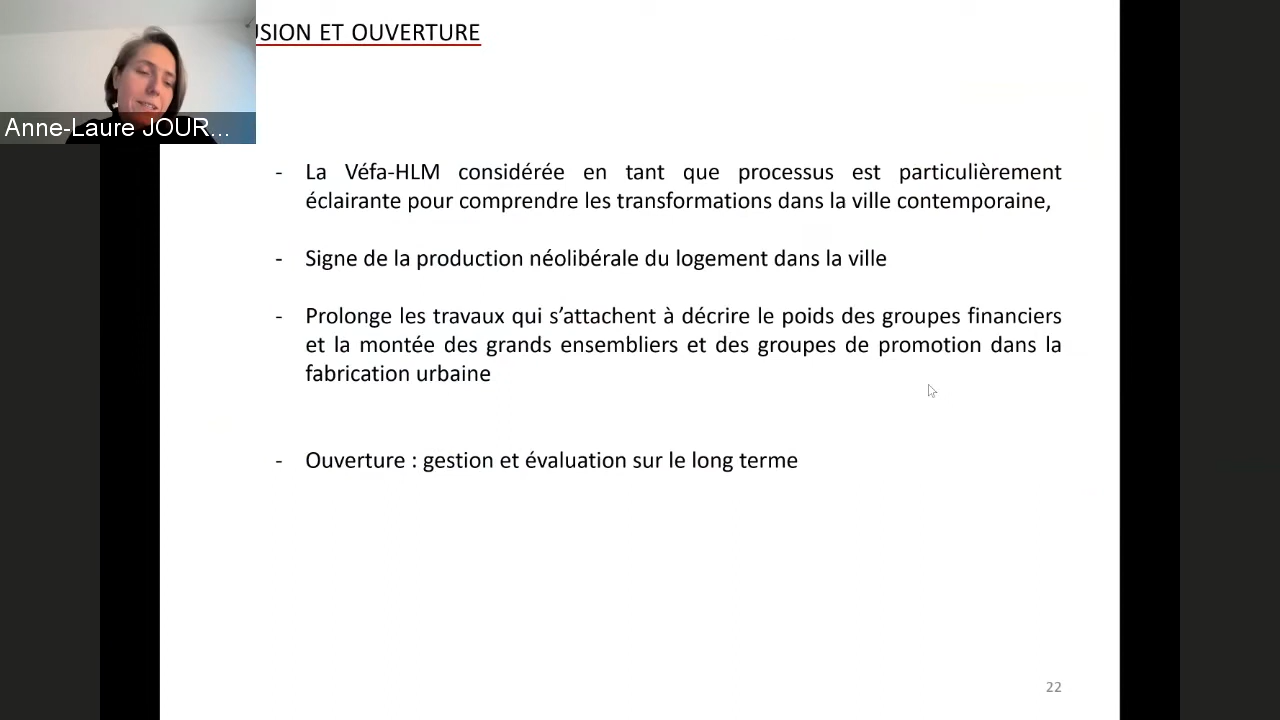 USION ET OUVERTURE
Anne-Laure JOUR...
- La Véfa-HLM considérée en tant que processus est particulièrement
éclairante pour comprendre les transformations dans la ville contemporaine,
- Signe de la production néolibérale du logement dans la ville
- Prolonge les travaux qui s’attachent à décrire le poids des groupes financiers
et la montée des grands ensembliers et des groupes de promotion dans la
fabrication urbaine
- Ouverture : gestion et évaluation sur le long terme
22